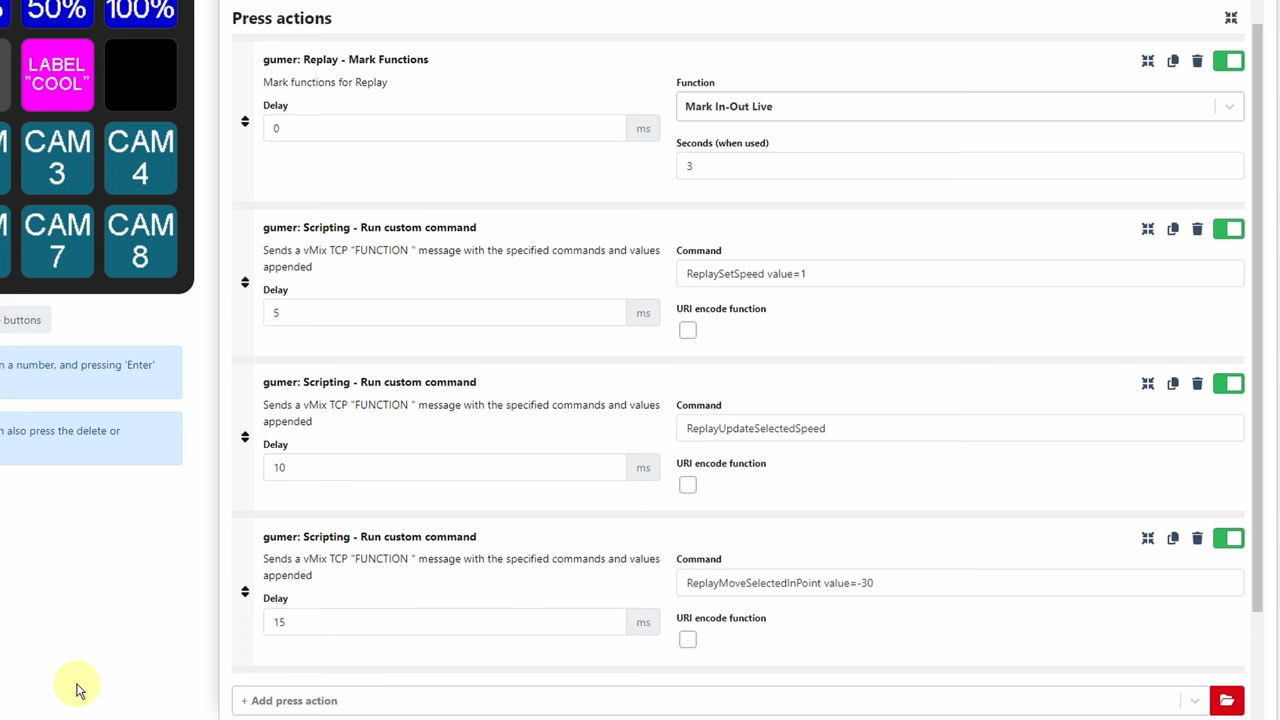 50%
100%
LABEL
"COOL"
CAM
3
CAM
4
CAM
7
CAM
8
buttons
n a number, and pressing 'Enter'
also press the delete or
Press actions
gumer: Replay - Mark Functions
Mark functions for Replay
Delay
0
ms
Function
Mark In-Out Live
Seconds (when used)
3
gumer: Scripting - Run custom command
Sends a vMix TCP "FUNCTION " message with the specified commands and values
appended
Delay
5
ms
Command
ReplaySetSpeed value=1
URI encode function
gumer: Scripting - Run custom command
Sends a vMix TCP "FUNCTION " message with the specified commands and values
appended
Delay
10
ms
Command
ReplayUpdateSelectedSpeed
URI encode function
gumer: Scripting - Run custom command
Sends a vMix TCP "FUNCTION " message with the specified commands and values
appended
Delay
15
ms
Command
ReplayMoveSelectedInPoint value=-30
URI encode function
+ Add press action